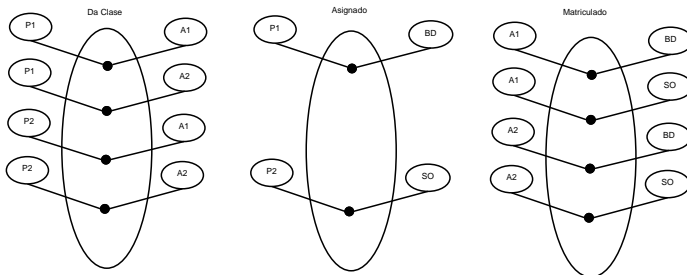 Da Clase
P1 A1
P1 A2
P2 A1
P2 A2
Asignado
P1 BD
P2 SO
Matriculado
A1 BD
A1 SO
A2 BD
A2 SO